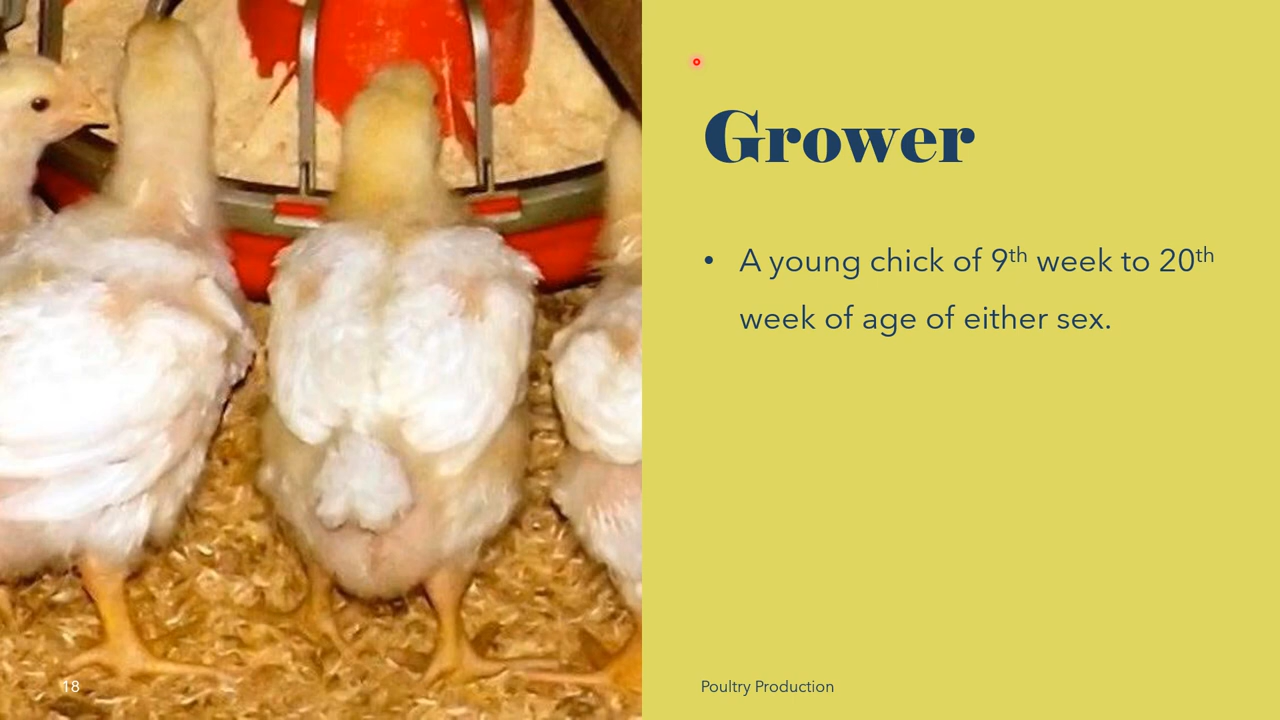 Grower
• A young chick of 9th week to 20th
week of age of either sex.
18
Poultry Production